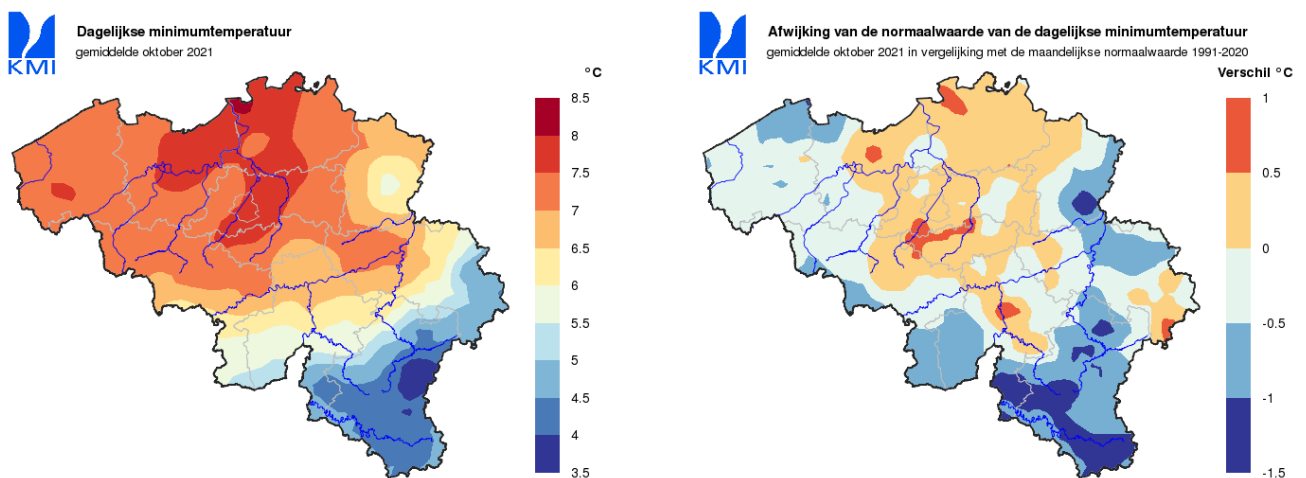 Dagelijkse minimumtemperatuur
gemiddelde oktober 2021
KMI
°C
8.5
8
7.5
7
6.5
6
5.5
5
4.5
4
3.5
Afwijking van de normaalwaarde van de dagelijkse minimumtemperatuur
gemiddelde oktober 2021 in vergelijking met de maandelijkse normaalwaarde 1991-2020
KMI
Verschil °C
1
0.5
0
-0.5
-1
-1.5